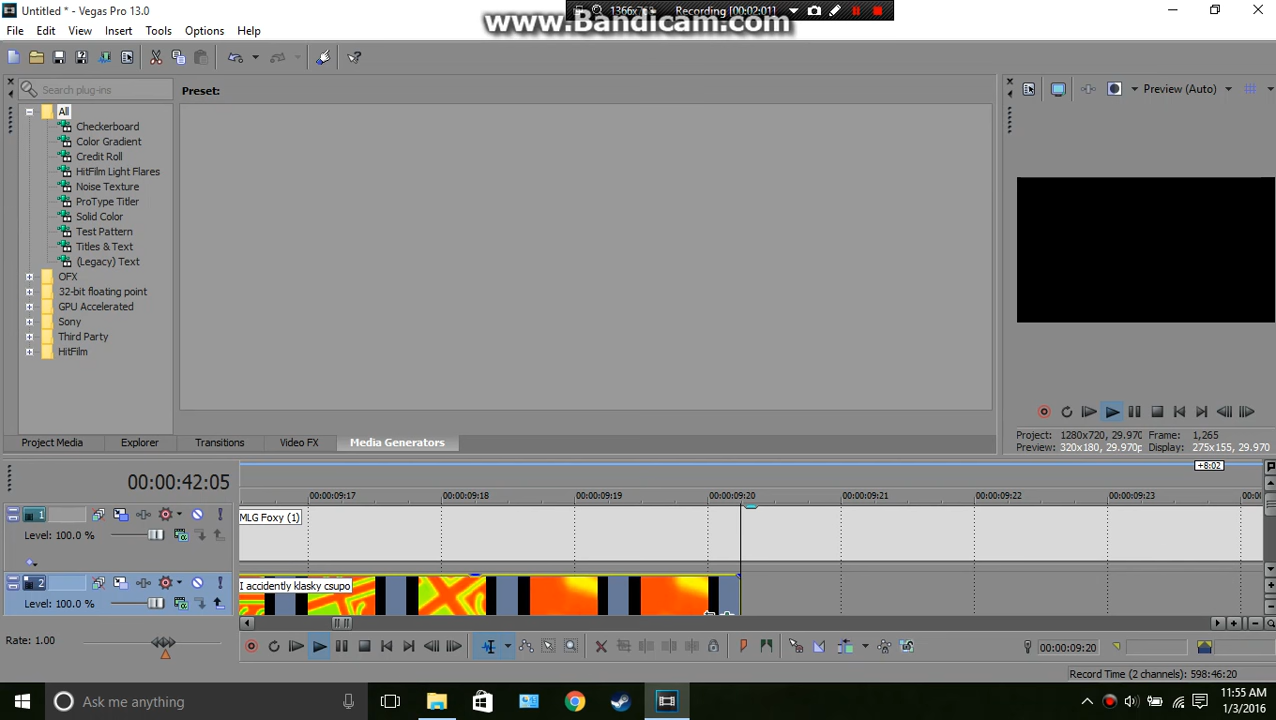 Untitled * - Vegas Pro 13.0
1366x768 Recording [00:02:01]
www.Bandicam.com
File Edit View Insert Tools Options Help
Search plug-ins
Preset:
Preview (Auto)
All
Checkerboard
Color Gradient
Credit Roll
HitFilm Light Flares
Noise Texture
ProType Titler
Solid Color
Test Pattern
Titles & Text
(Legacy) Text
OFX
32-bit floating point
GPU Accelerated
Sony
Third Party
HitFilm
Project Media Explorer Transitions Video FX Media Generators
Project: 1280x720, 29.970 Frame: 1,265
Preview: 320x180, 29.970p Display: 275x155, 29.970
+8:02
00:00:42:05
00:00:09:17 00:00:09:18 00:00:09:19 00:00:09:20 00:00:09:21 00:00:09:22 00:00:09:23 00:00
1
MLG Foxy (1)
Level: 100.0 %
2
I accidently klasky csupo
Level: 100.0 %
Rate: 1.00
00:00:09:20
Record Time (2 channels): 598:46:20
Ask me anything
11:55 AM
1/3/2016